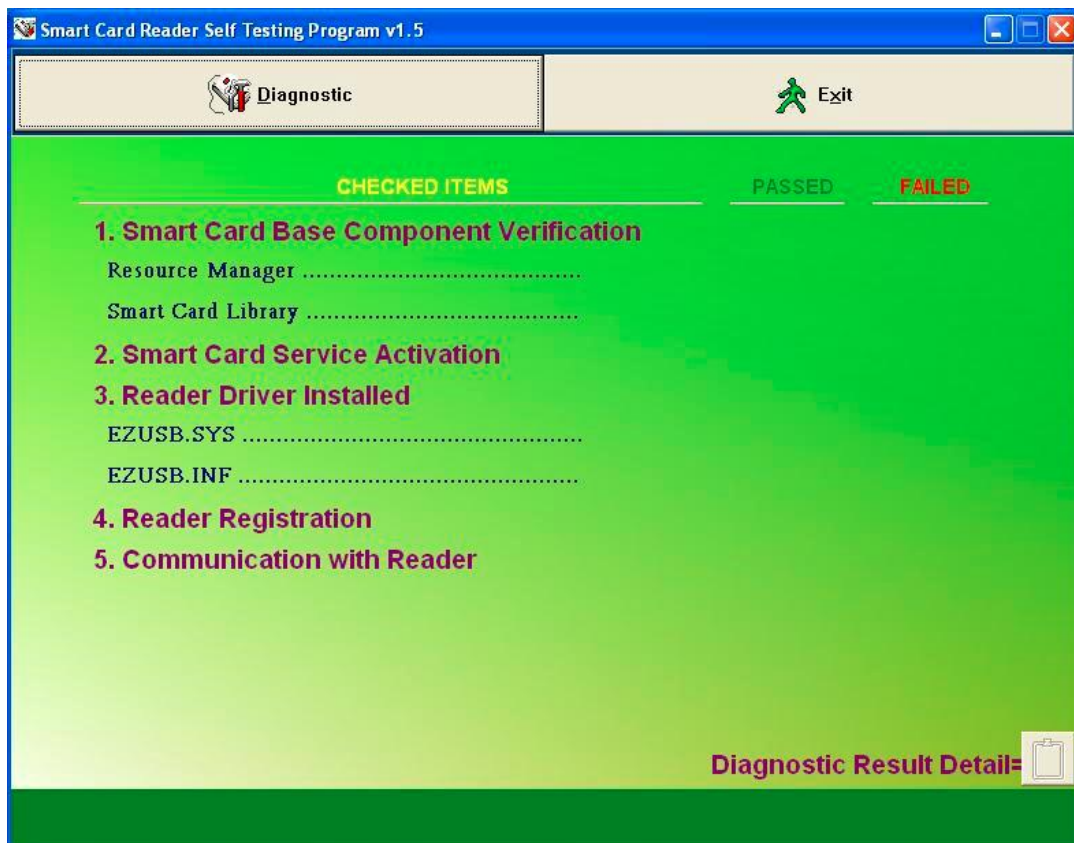 Smart Card Reader Self Testing Program v1.5
Diagnostic
Exit
CHECKED ITEMS PASSED FAILED
1. Smart Card Base Component Verification
Resource Manager .........................................
Smart Card Library ........................................
2. Smart Card Service Activation
3. Reader Driver Installed
EZUSB.SYS ..................................................
EZUSB.INF ..................................................
4. Reader Registration
5. Communication with Reader
Diagnostic Result Detail=